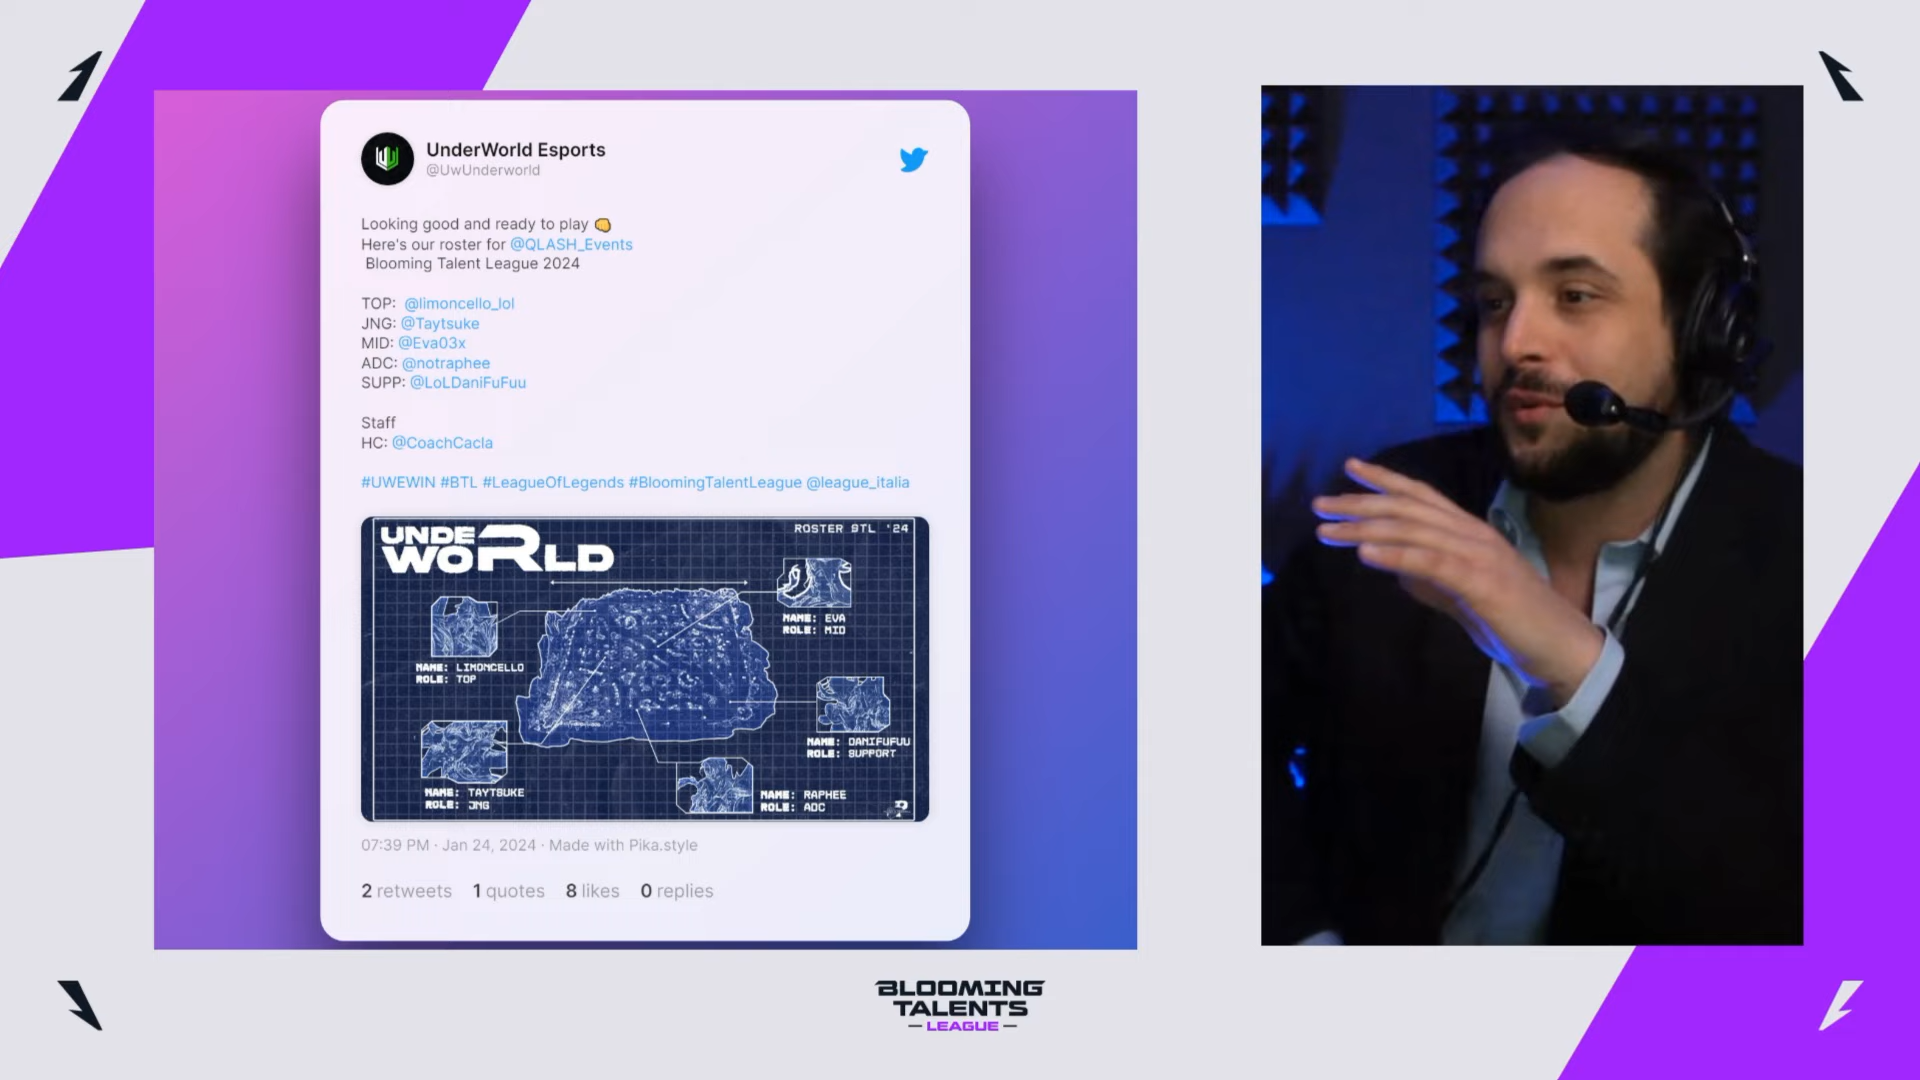 UnderWorld Esports
@UwUnderworld
Looking good and ready to play
Here's our roster for @QLASH_Events
Blooming Talent League 2024
TOP: @limoncello_lol
JNG: @Taytsuke
MID: @Eva03x
ADC: @notraphee
SUPP: @LoLDaniFuFuu
Staff
HC: @CoachCacla
#UWEWIN #BTL #LeagueOfLegends #BloomingTalentLeague @league_italia
UNDE
WORLD
ROSTER BTL '24
NAME: EVA
ROLE: MID
NAME: LIMONCELLO
ROLE: TOP
NAME: DANIFUFUU
ROLE: SUPPORT
NAME: TAYTSUKE
ROLE: JNG
NAME: RAPHEE
ROLE: ADC
07:39 PM · Jan 24, 2024 · Made with Pika.style
2 retweets 1 quotes 8 likes 0 replies
BLOOMING
TALENTS
LEAGUE